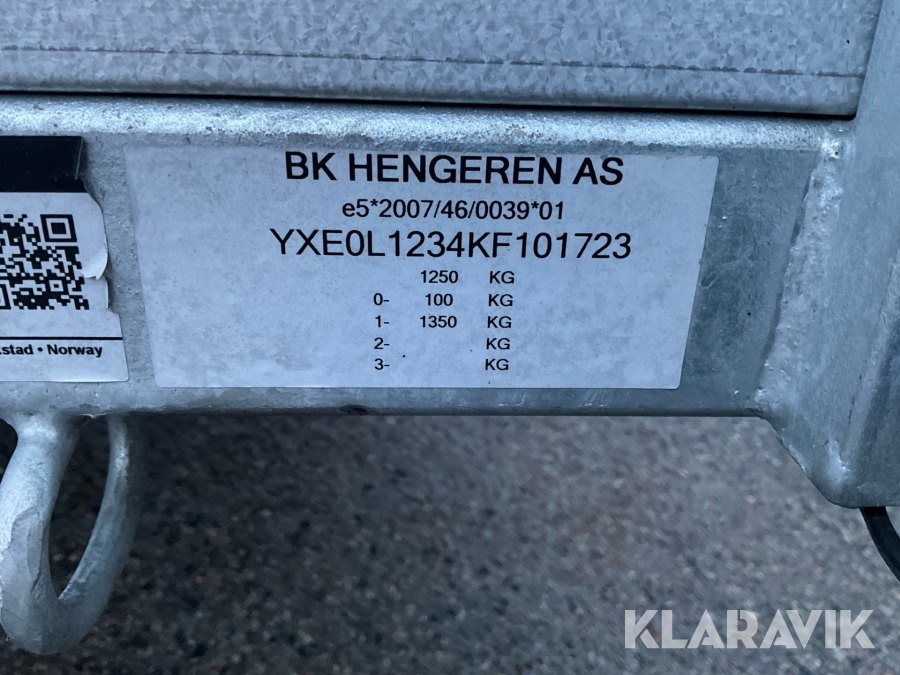 BK HENGEREN AS
e5*2007/46/0039*01
YXE0L1234KF101723
1250 KG
0- 100 KG
1- 1350 KG
2- KG
3- KG
• Norway
KLARAVIK